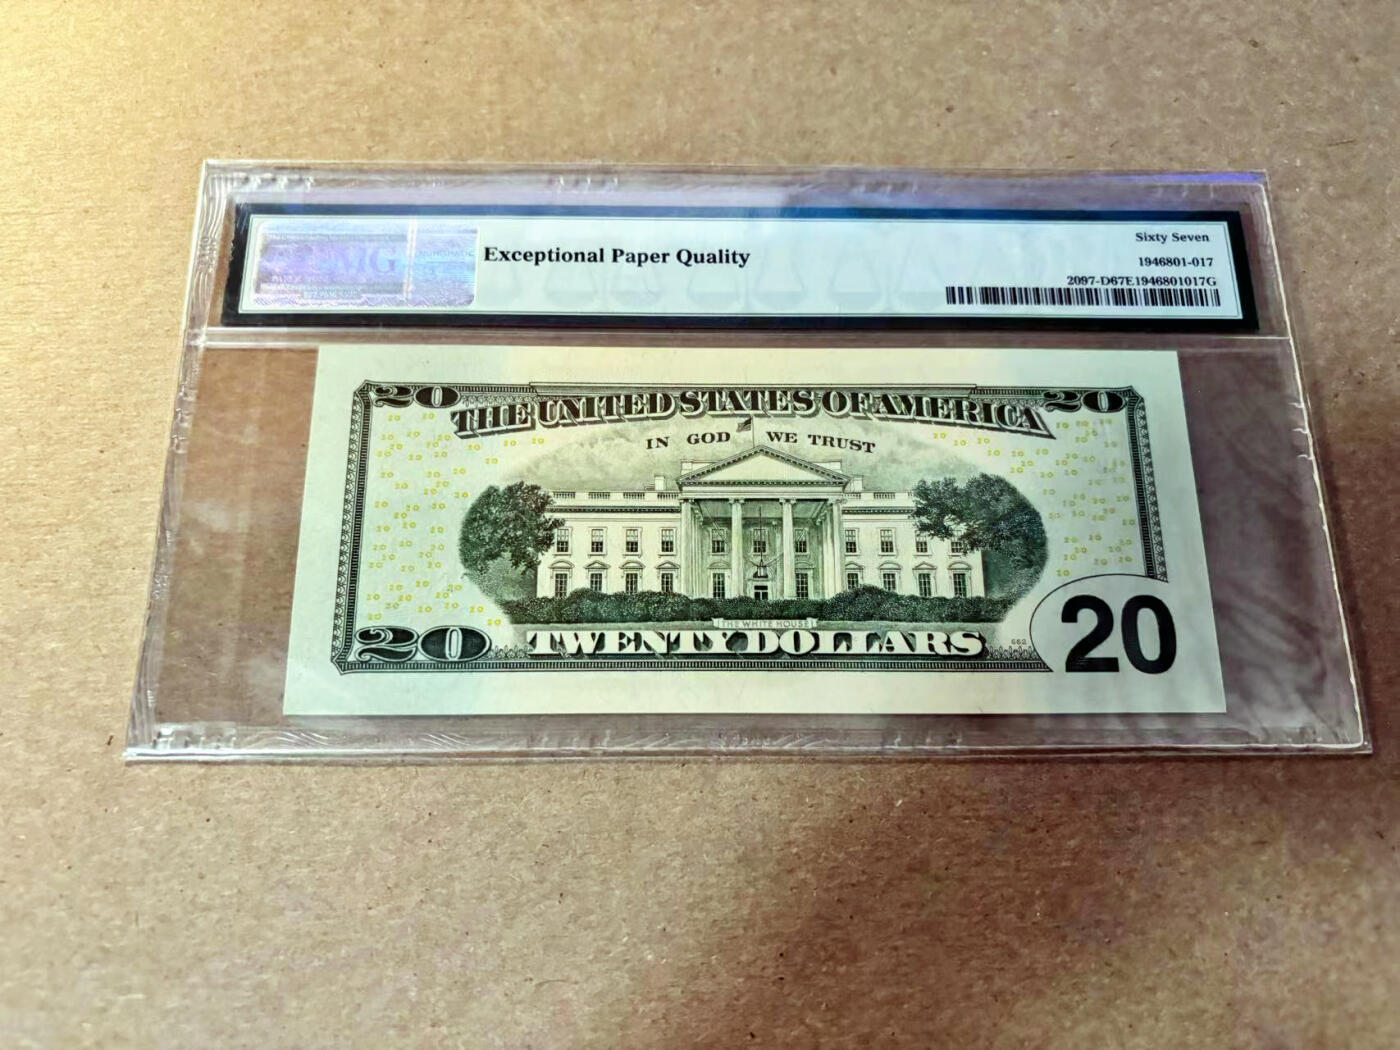 PMG
Exceptional Paper Quality
Sixty Seven
1946801-017
2097-D67E1946801017G
20 THE UNITED STATES OF AMERICA 20
IN GOD WE TRUST
THE WHITE HOUSE
20 TWENTY DOLLARS 20